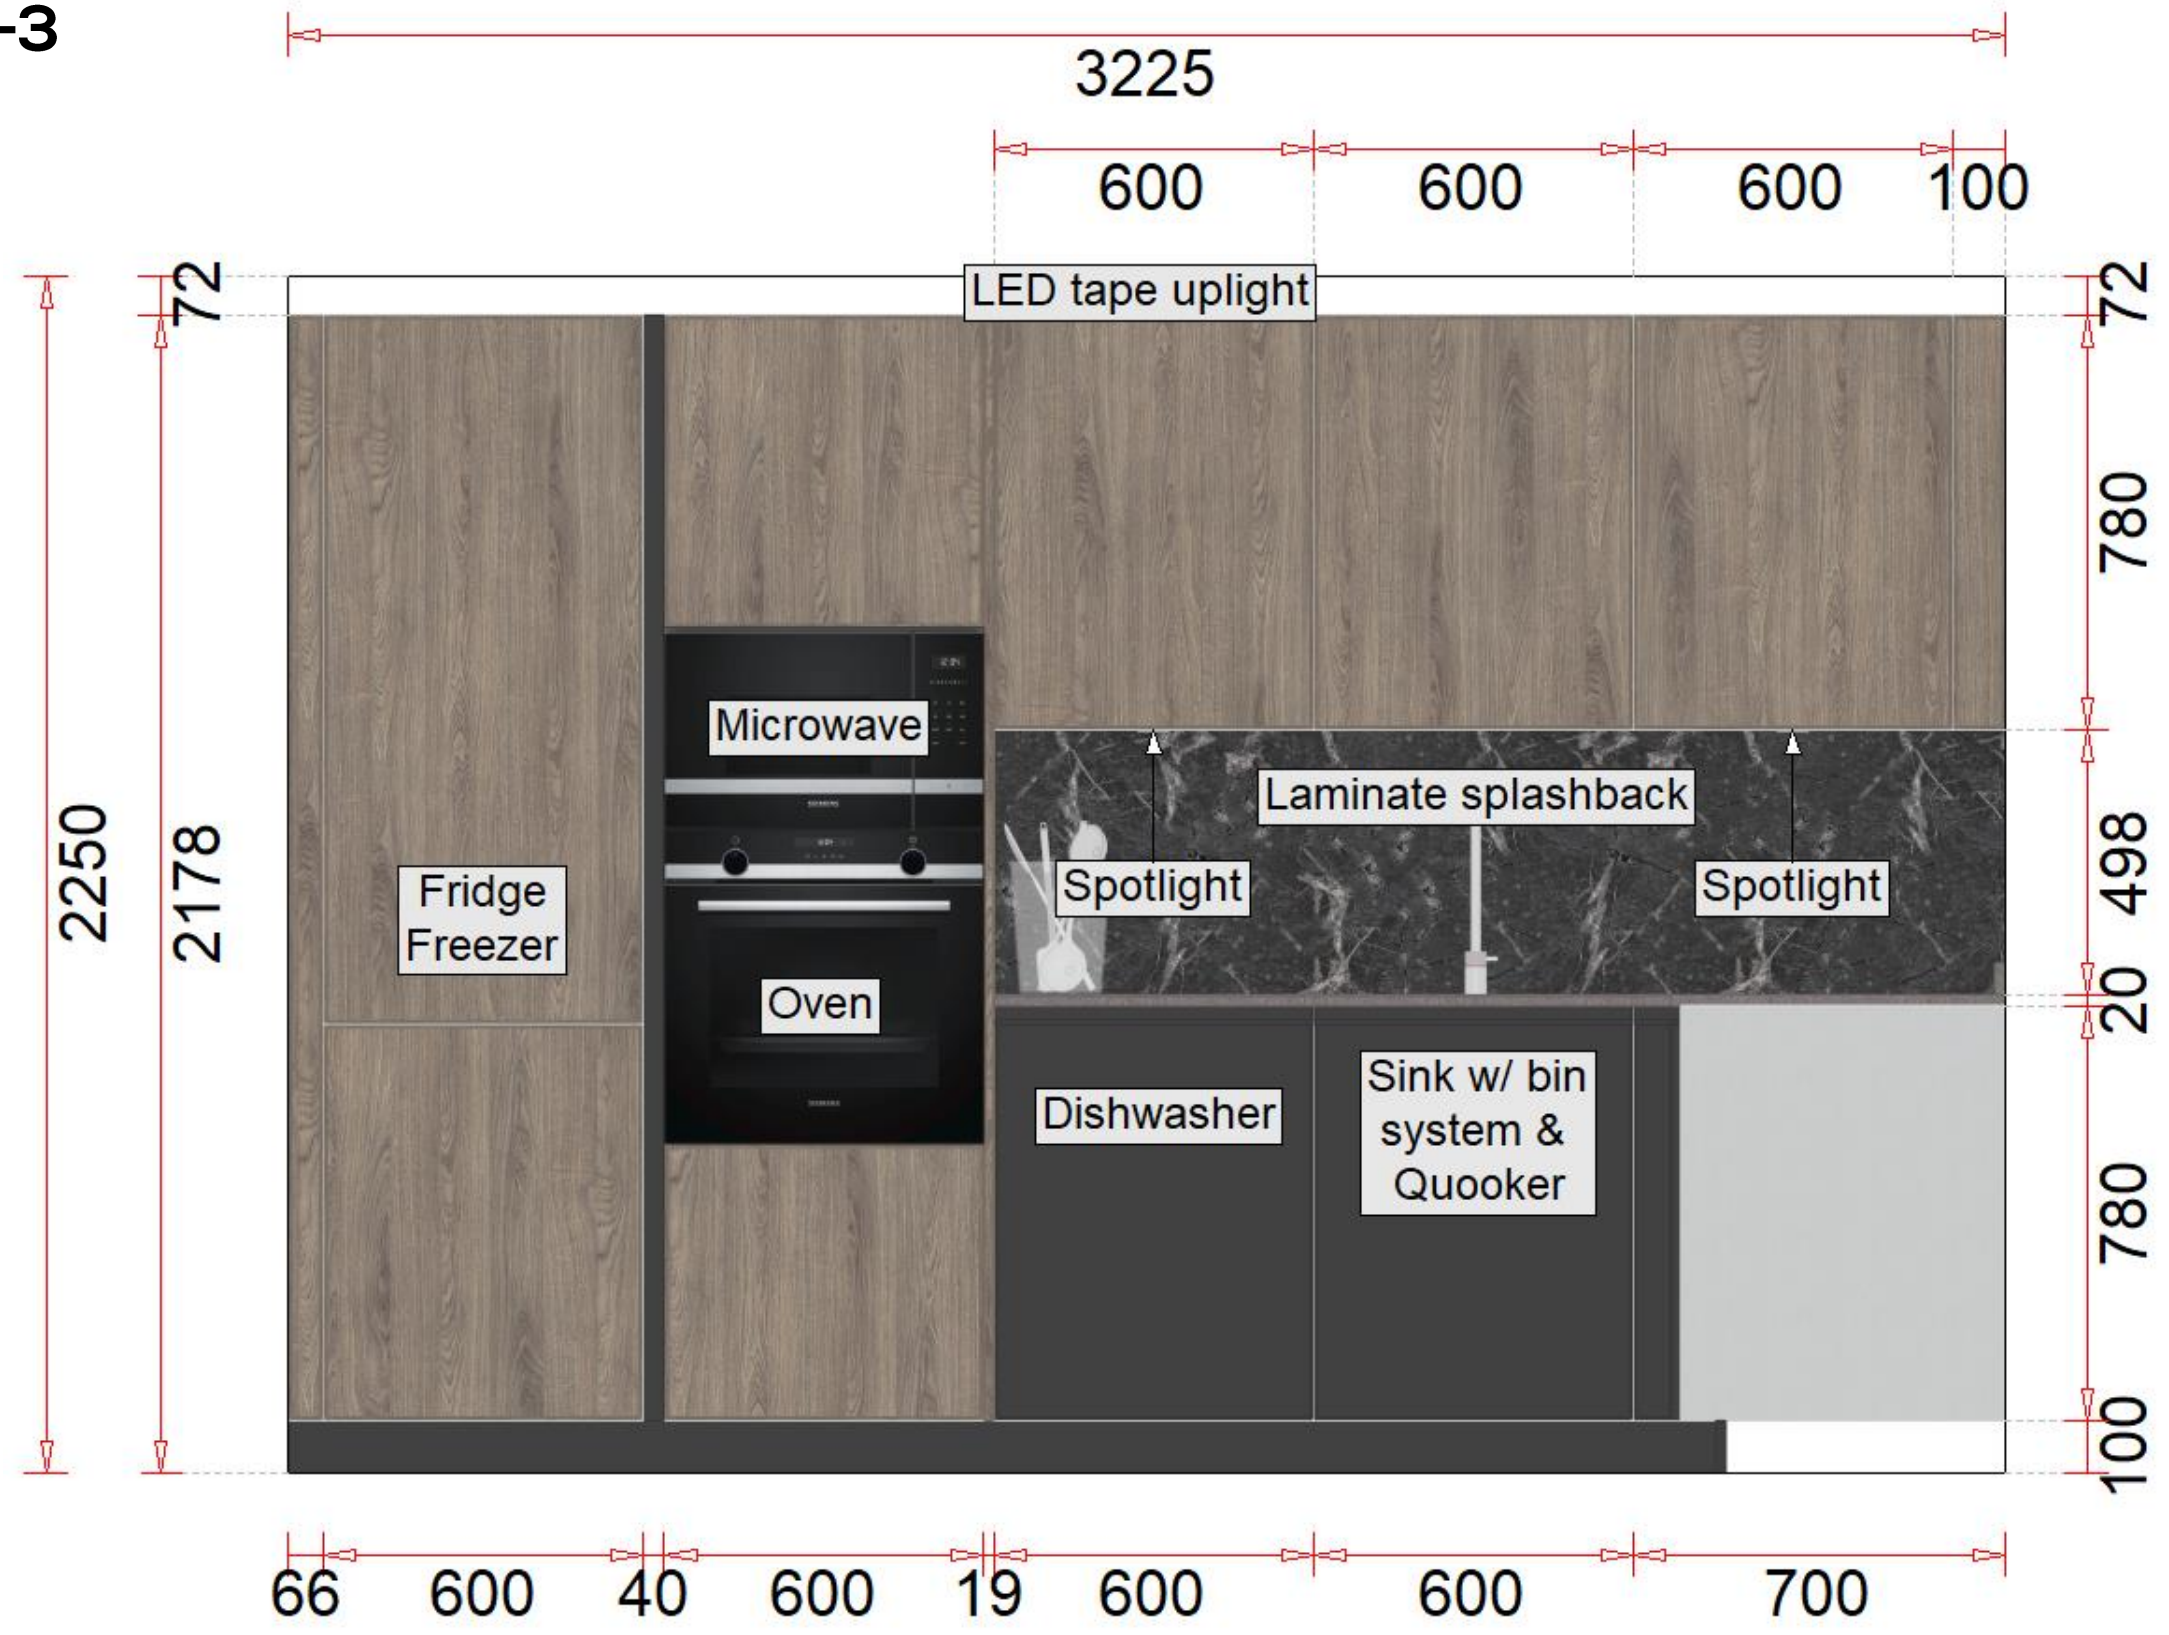 -3
3225
600 600 600 100
72
72
LED tape uplight
780
Microwave
Laminate splashback
2250
2178
498
Fridge
Freezer
Spotlight
Spotlight
Oven
20
Sink w/ bin
system &
Quooker
Dishwasher
780
100
66 600 40 600 19 600 600 700